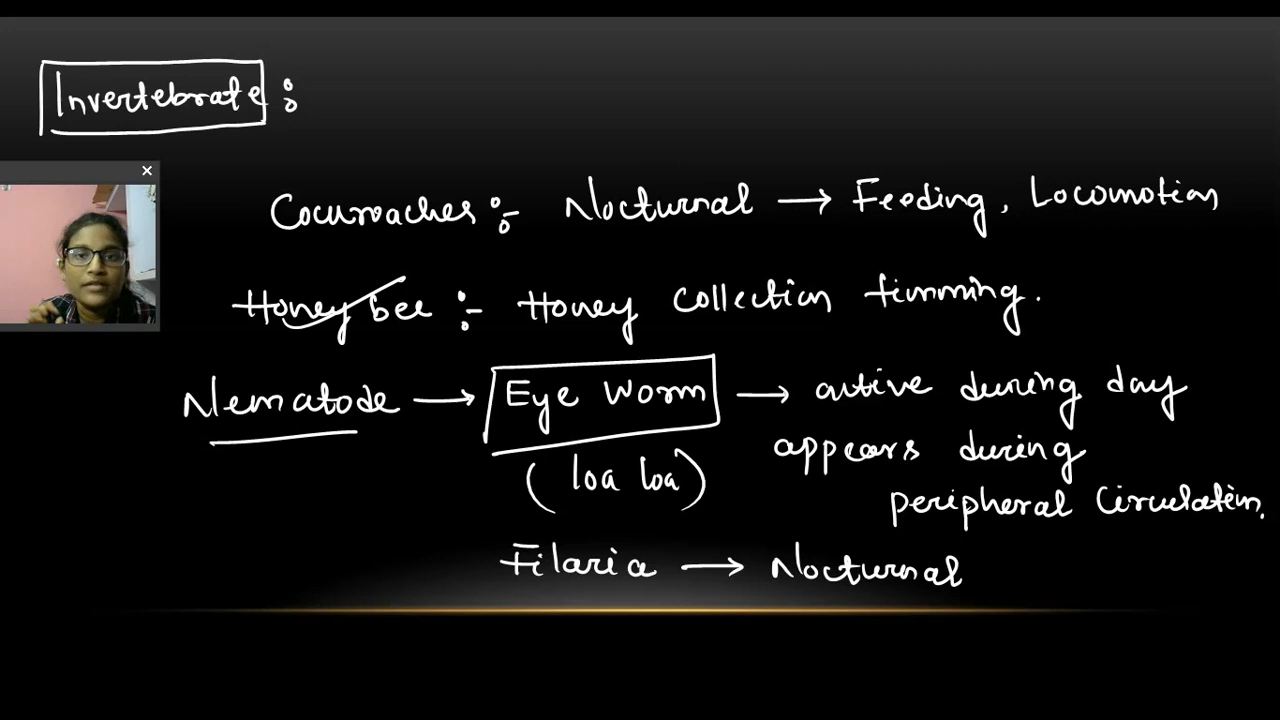 Invertebrate :
Cocuroaches :- Nocturnal → Feeding, Locomotion
Honey bee :- Honey collection timming.
Nematode → Eye worm → active during day
(loa loa) appears during
peripheral Circulation.
Filaria → Nocturnal